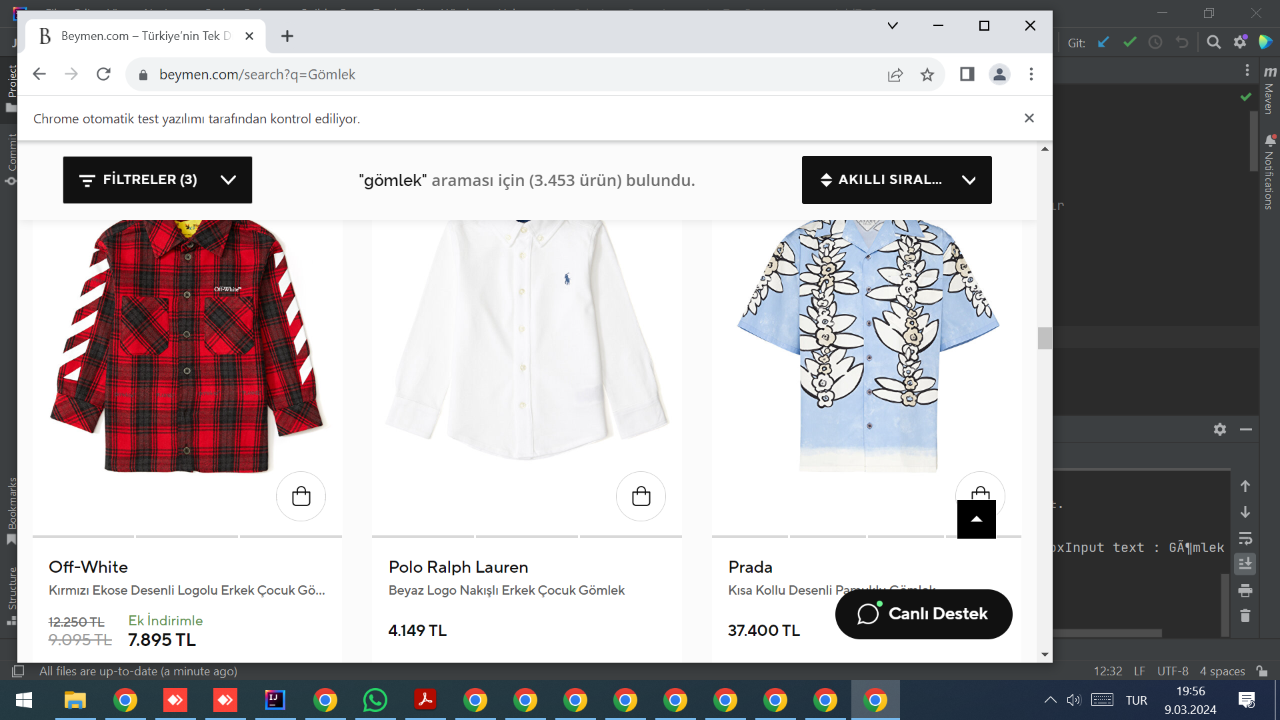 Beymen.com – Türkiye'nin Tek D
beymen.com/search?q=Gömlek
Git:
Chrome otomatik test yazılımı tarafından kontrol ediliyor.
Project
Commit
Bookmarks
Structure
Maven
Notifications
FİLTRELER (3)
"gömlek" araması için (3.453 ürün) bulundu.
AKILLI SIRAL...
Off-White
Kırmızı Ekose Desenli Logolu Erkek Çocuk Gö...
12.250 TL
Ek İndirimle
9.095 TL
7.895 TL
Polo Ralph Lauren
Beyaz Logo Nakışlı Erkek Çocuk Gömlek
4.149 TL
Prada
Kısa Kollu Desenli Pamuklu Gömlek
37.400 TL
Canlı Destek
oxInput text : GÃ¶mlek
All files are up-to-date (a minute ago)
12:32 LF UTF-8 4 spaces
TUR
19:56
9.03.2024